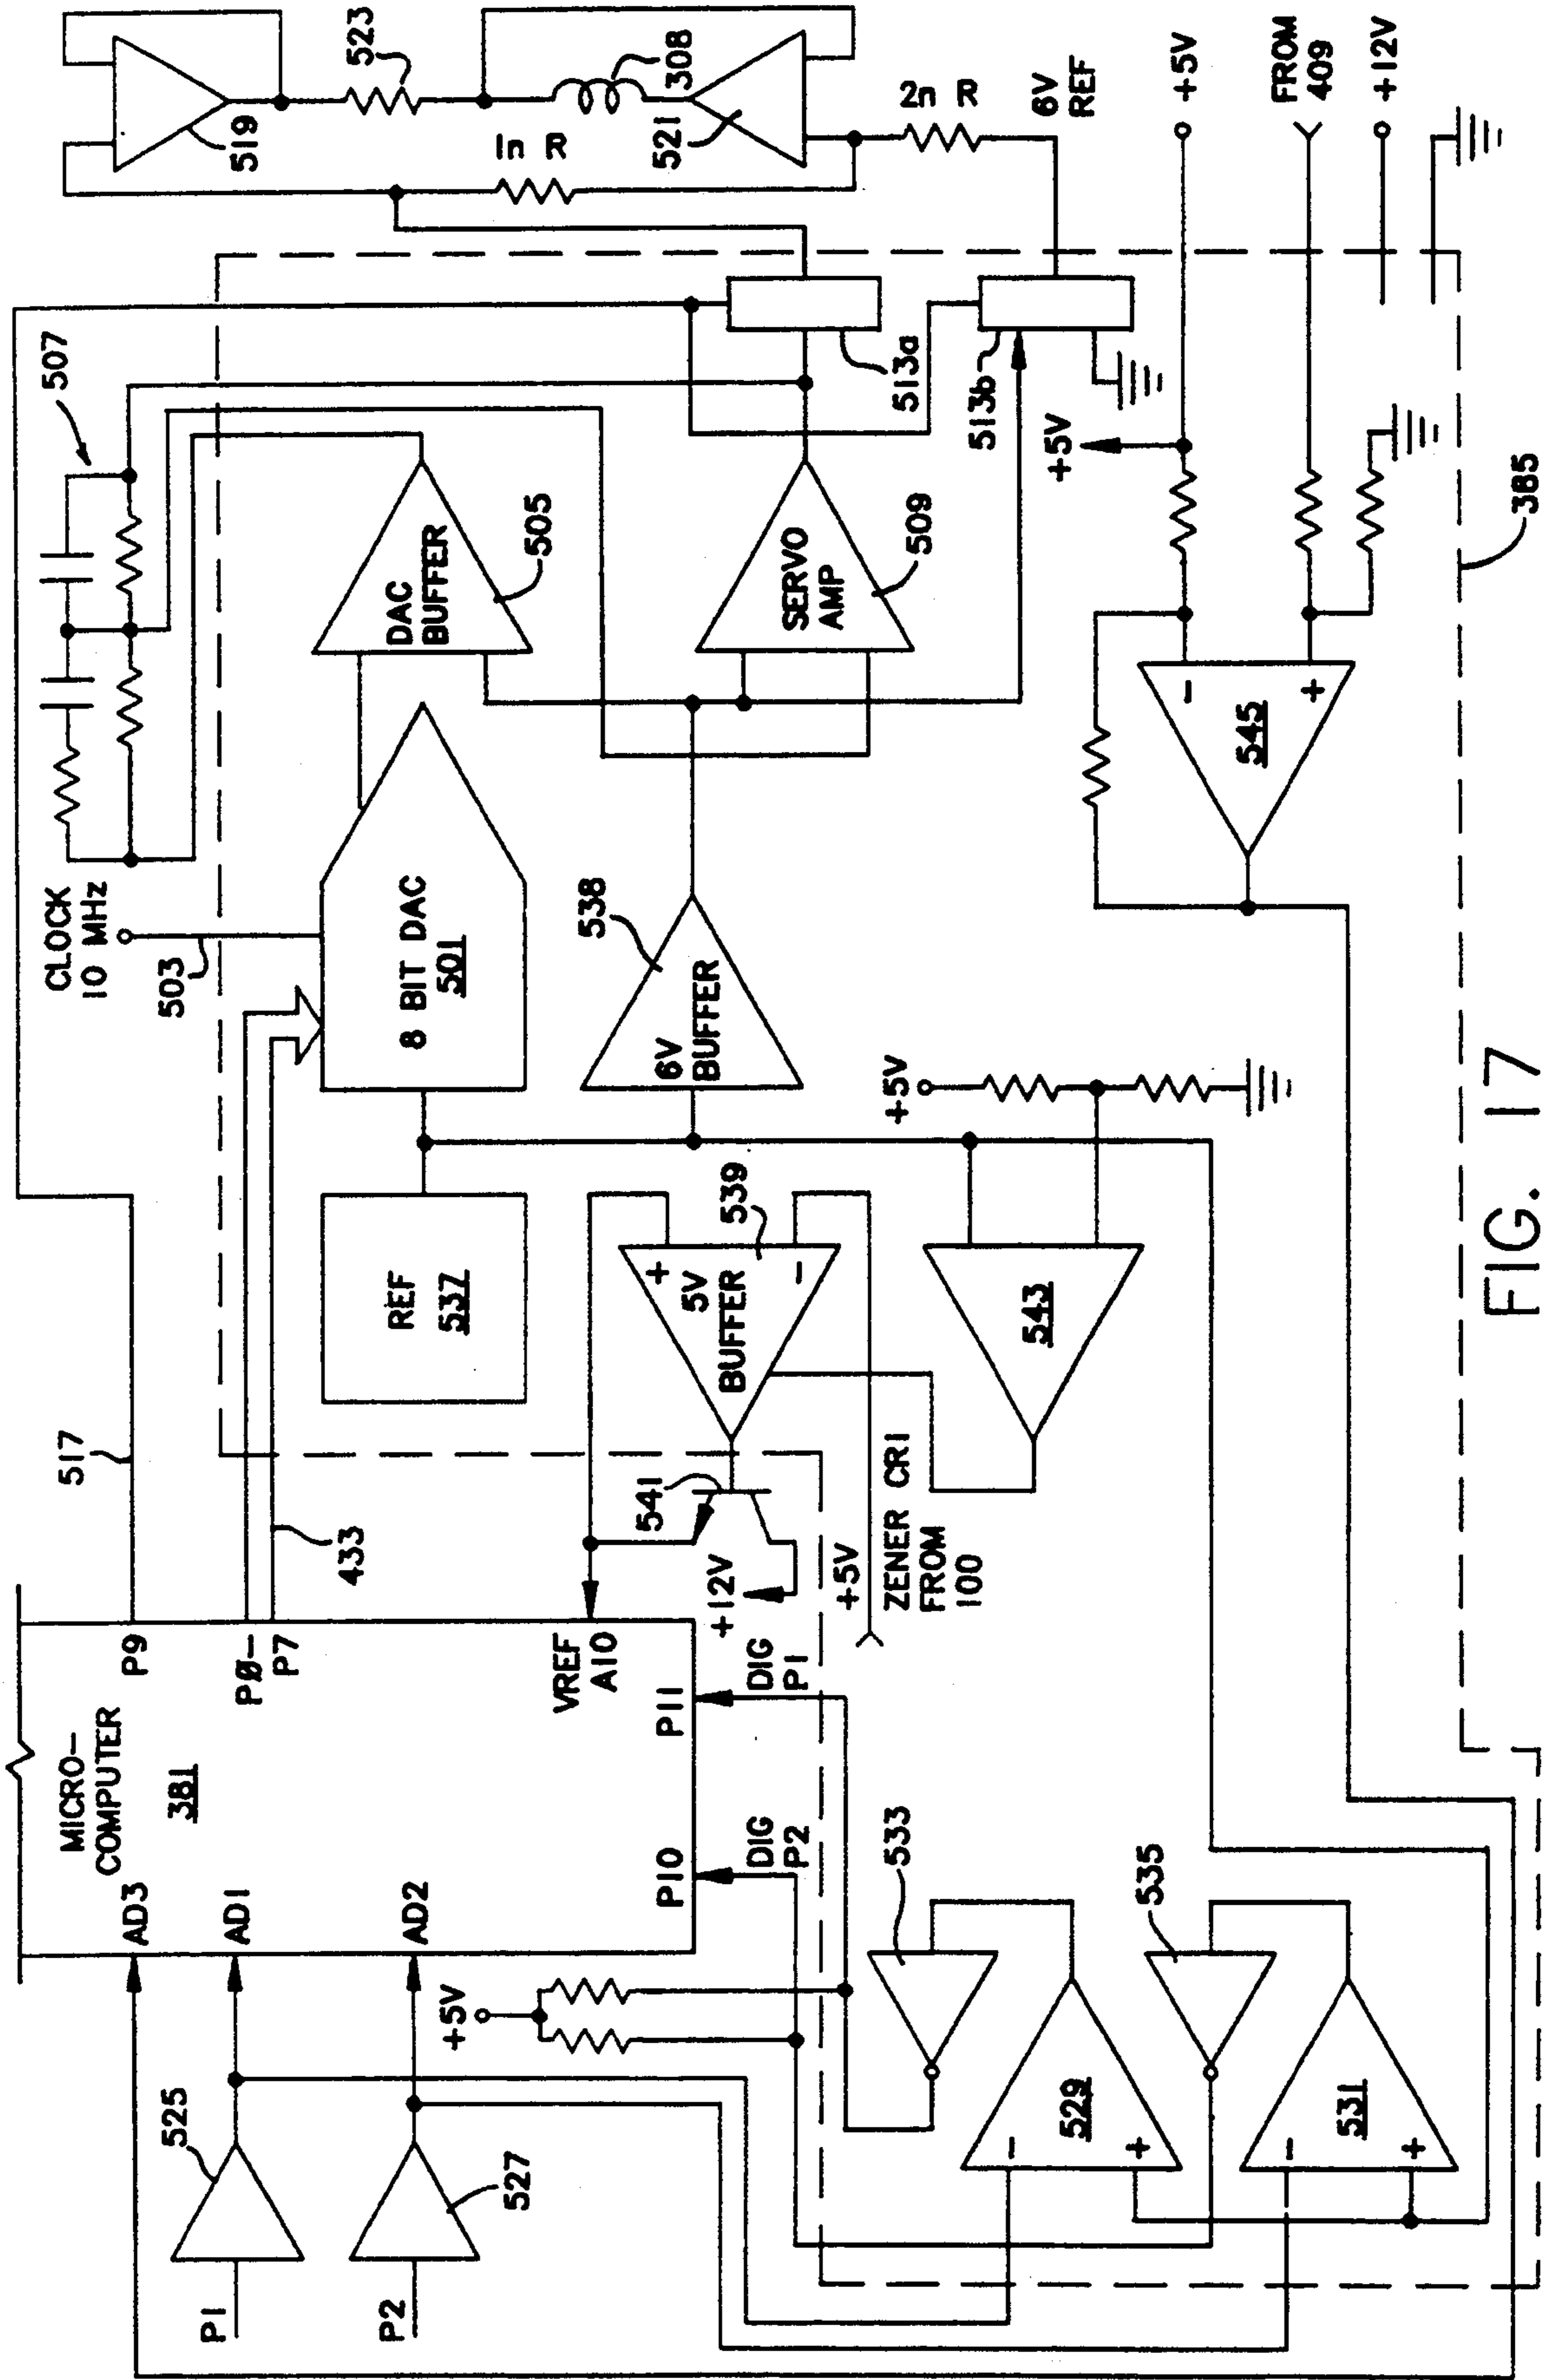 MICRO-
COMPUTER
381
AD3
AD1
AD2
P9
PØ-
P7
VREF
A10
P10
P11
DIG
P2
DIG
P1
517
433
P1
525
P2
527
+5V
533
529
-
+
535
531
-
+
REF
537
541
+12V
+5V
ZENER CR1
FROM
100
+
5V
BUFFER
-
539
543
+5V
CLOCK
10 MHz
503
8 BIT DAC
501
6V
BUFFER
538
507
DAC
BUFFER
505
SERVO
AMP
509
513a
513b
+5V
545
-
+
519
523
308
521
1n R
2n R
6V
REF
+5V
FROM
409
+12V
385
FIG. 17